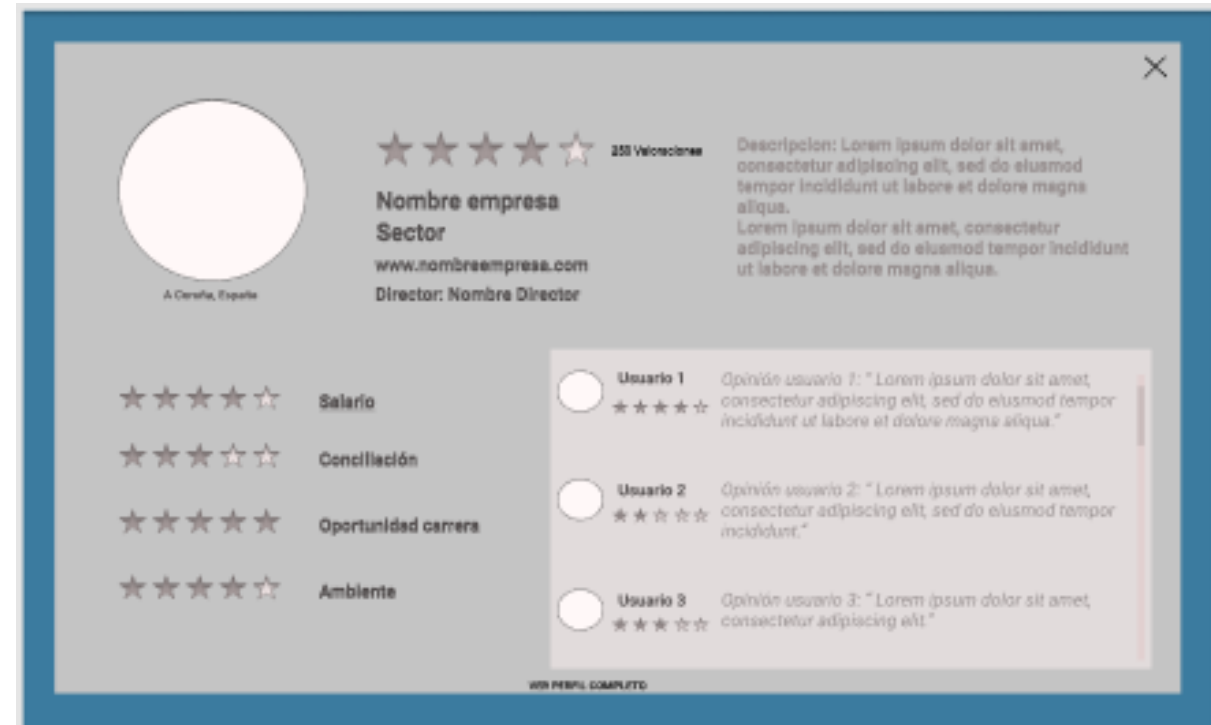 250 Valoraciones
Nombre empresa
Sector
www.nombreempresa.com
Director: Nombre Director
A Coruña, España
Descripcion: Lorem ipsum dolor sit amet,
consectetur adipiscing elit, sed do eiusmod
tempor incididunt ut labore et dolore magna
aliqua.
Lorem ipsum dolor sit amet, consectetur
adipiscing elit, sed do eiusmod tempor incididunt
ut labore et dolore magna aliqua.
Salario
Conciliación
Oportunidad carrera
Ambiente
Usuario 1
Opinión usuario 1: " Lorem ipsum dolor sit amet,
consectetur adipiscing elit, sed do eiusmod tempor
incididunt ut labore et dolore magna aliqua."
Usuario 2
Opinión usuario 2: " Lorem ipsum dolor sit amet,
consectetur adipiscing elit, sed do eiusmod tempor
incididunt."
Usuario 3
Opinión usuario 3: " Lorem ipsum dolor sit amet,
consectetur adipiscing elit."
VER PERFIL COMPLETO